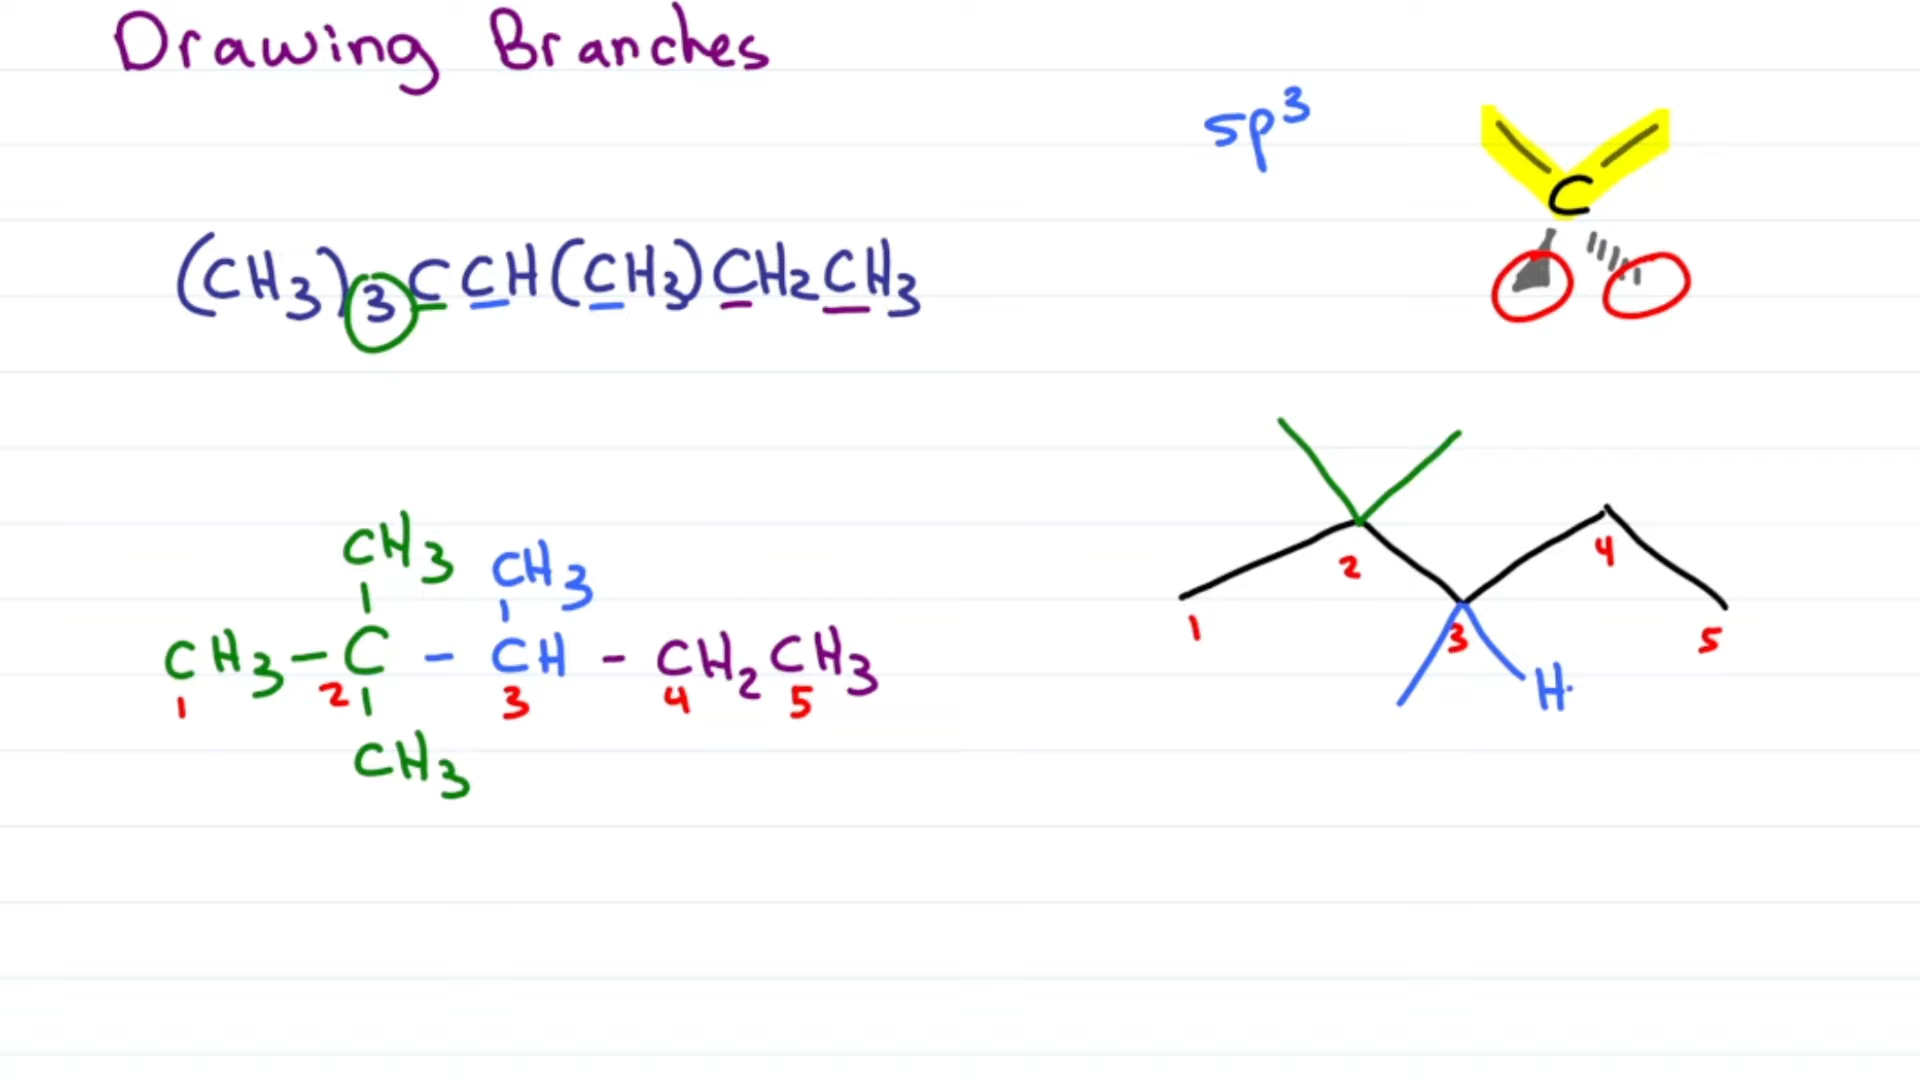 Drawing Branches
sp³
C
(CH₃)₃CCH(CH₃)CH₂CH₃
CH₃
CH₃
CH₃-C-CH-CH₂CH₃
1 2 3 4 5
CH₃
1 2 3 4 5
H